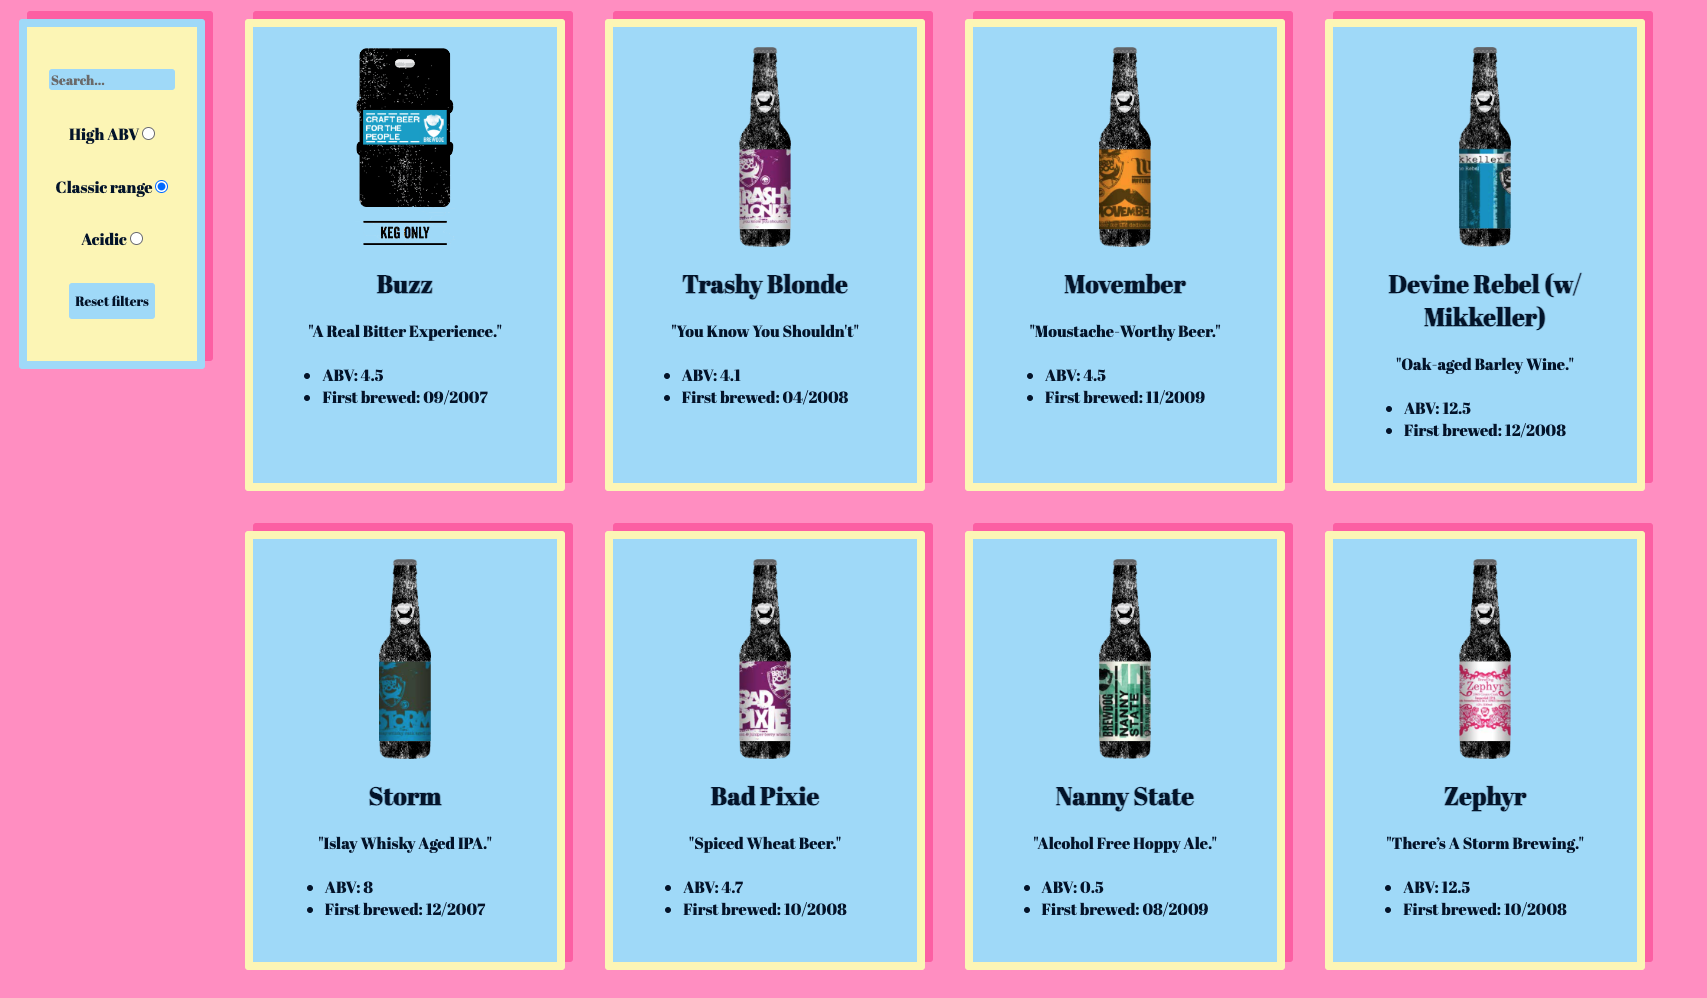 Search...
High ABV
Classic range
Acidic
Reset filters
CRAFT BEER
FOR THE
PEOPLE
BREWDOG
KEG ONLY
Buzz
"A Real Bitter Experience."
ABV: 4.5
First brewed: 09/2007
TRASHY
BLONDE
Trashy Blonde
"You Know You Shouldn't"
ABV: 4.1
First brewed: 04/2008
MOVEMBER
Movember
"Moustache-Worthy Beer."
ABV: 4.5
First brewed: 11/2009
kkeller
Devine Rebel (w/
Mikkeller)
"Oak-aged Barley Wine."
ABV: 12.5
First brewed: 12/2008
STORM
Storm
"Islay Whisky Aged IPA."
ABV: 8
First brewed: 12/2007
BAD
PIXIE
Bad Pixie
"Spiced Wheat Beer."
ABV: 4.7
First brewed: 10/2008
BREWDOG
NANNY
STATE
Nanny State
"Alcohol Free Hoppy Ale."
ABV: 0.5
First brewed: 08/2009
Zephyr
Zephyr
"There's A Storm Brewing."
ABV: 12.5
First brewed: 10/2008